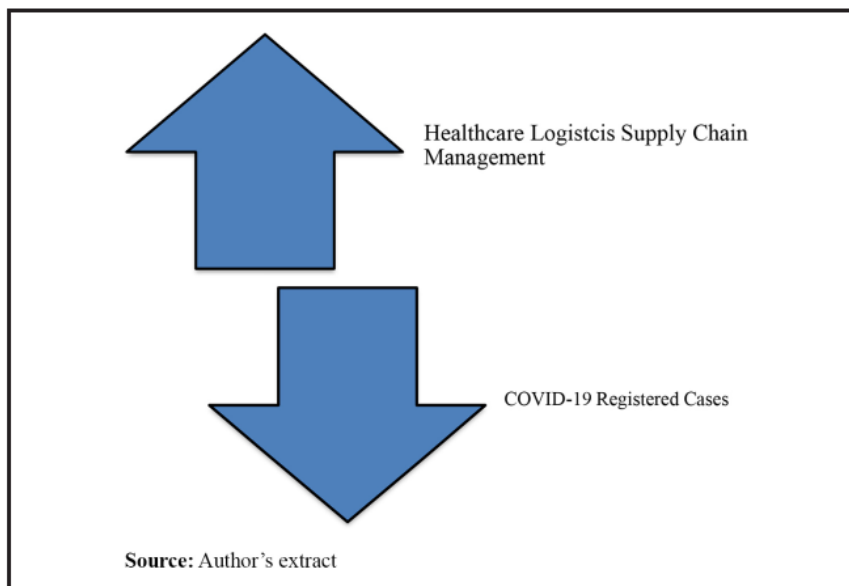 Healthcare Logistcis Supply Chain
Management
COVID-19 Registered Cases
Source: Author's extract